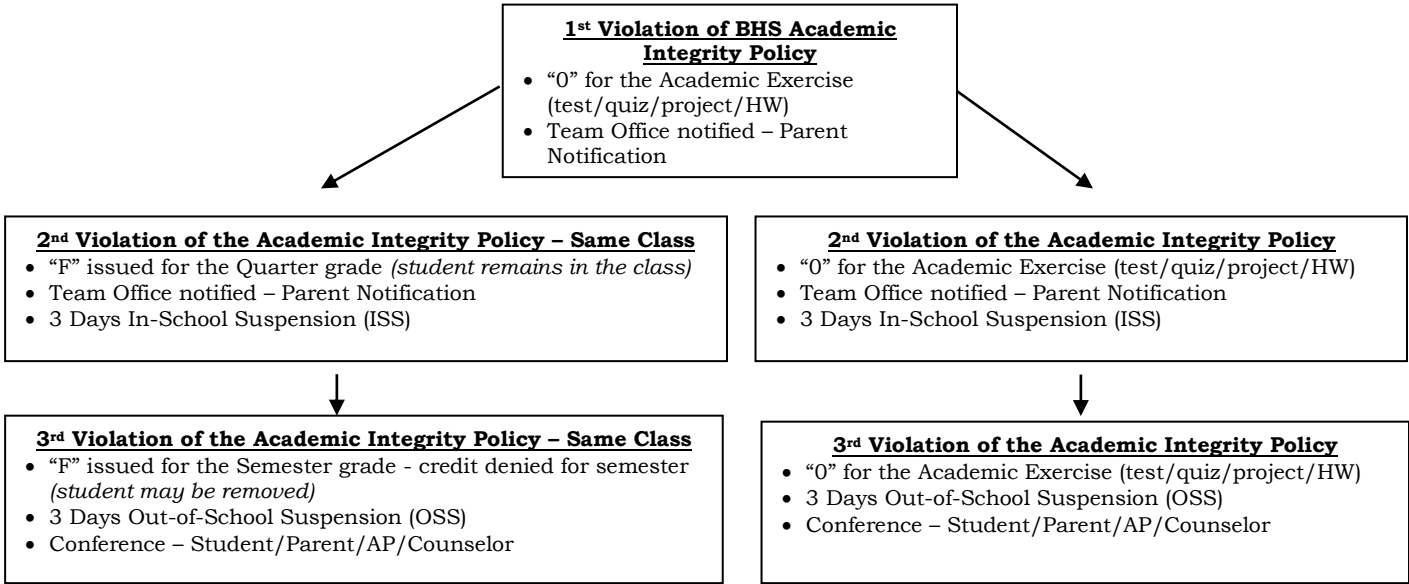 1st Violation of BHS Academic
Integrity Policy
• “0” for the Academic Exercise
(test/quiz/project/HW)
• Team Office notified – Parent
Notification
2nd Violation of the Academic Integrity Policy – Same Class
• “F” issued for the Quarter grade (student remains in the class)
• Team Office notified – Parent Notification
• 3 Days In-School Suspension (ISS)
2nd Violation of the Academic Integrity Policy
• “0” for the Academic Exercise (test/quiz/project/HW)
• Team Office notified – Parent Notification
• 3 Days In-School Suspension (ISS)
3rd Violation of the Academic Integrity Policy – Same Class
• “F” issued for the Semester grade - credit denied for semester
(student may be removed)
• 3 Days Out-of-School Suspension (OSS)
• Conference – Student/Parent/AP/Counselor
3rd Violation of the Academic Integrity Policy
• “0” for the Academic Exercise (test/quiz/project/HW)
• 3 Days Out-of-School Suspension (OSS)
• Conference – Student/Parent/AP/Counselor